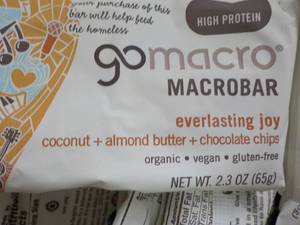 your purchase of this
bar will help feed
the homeless
HIGH PROTEIN
gomacro®
MACROBAR
everlasting joy
coconut + almond butter + chocolate chips
organic • vegan • gluten-free
NET WT. 2.3 OZ (65g)